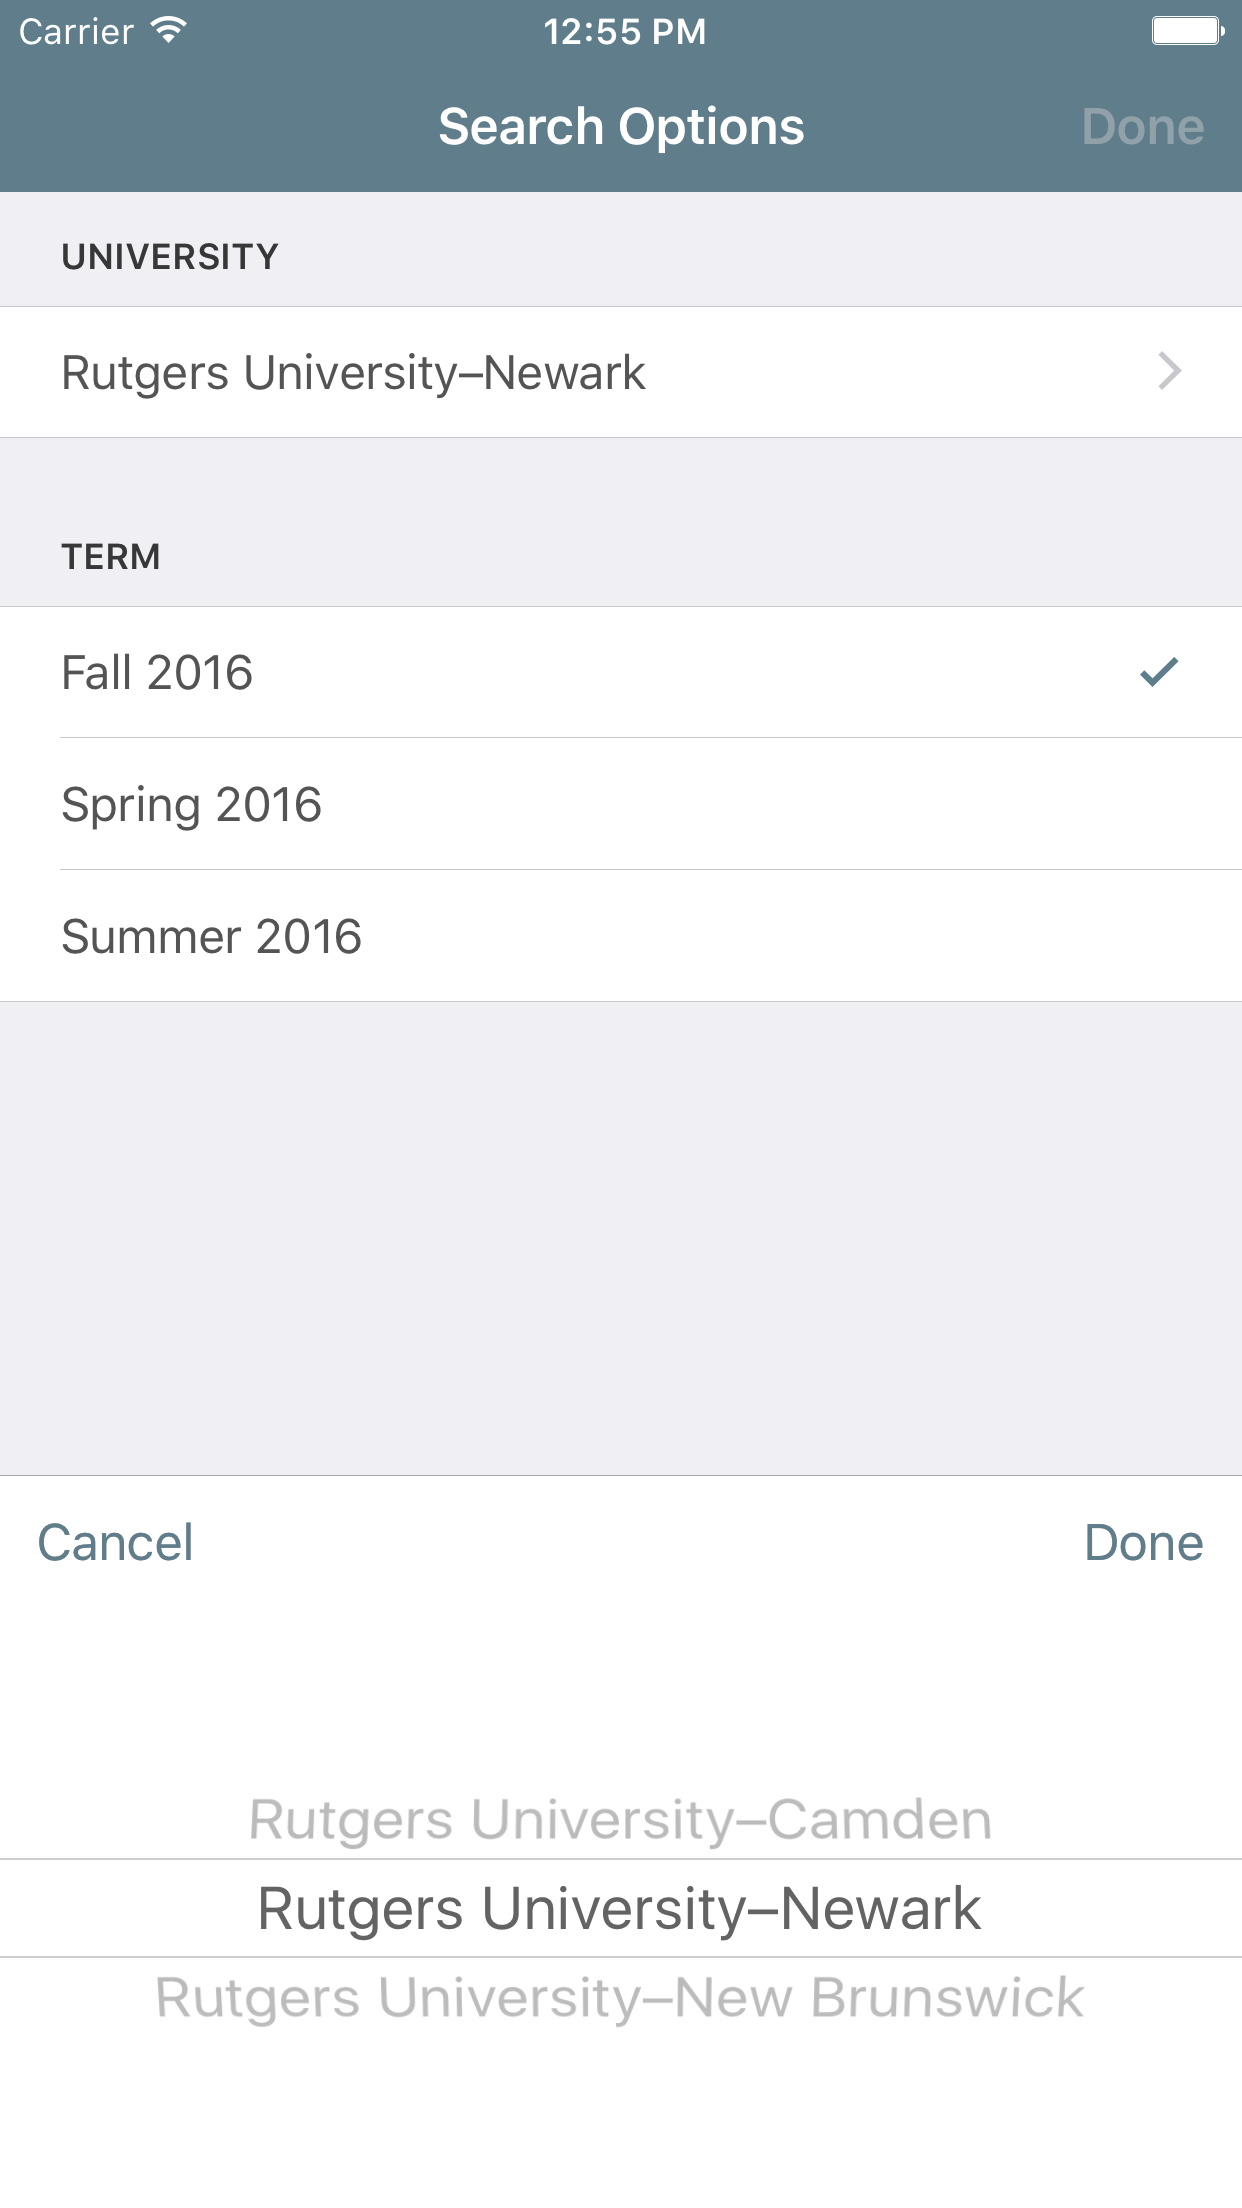 Carrier 12:55 PM
Search Options Done
UNIVERSITY
Rutgers University–Newark
TERM
Fall 2016
Spring 2016
Summer 2016
Cancel Done
Rutgers University–Camden
Rutgers University–Newark
Rutgers University–New Brunswick